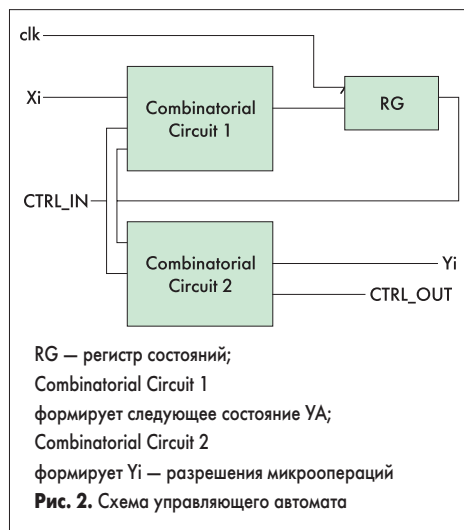 clk
Xi
Combinatorial
Circuit 1
RG
CTRL_IN
Combinatorial
Circuit 2
Yi
CTRL_OUT
RG — регистр состояний;
Combinatorial Circuit 1
формирует следующее состояние УА;
Combinatorial Circuit 2
формирует Yi — разрешения микроопераций
Рис. 2. Схема управляющего автомата